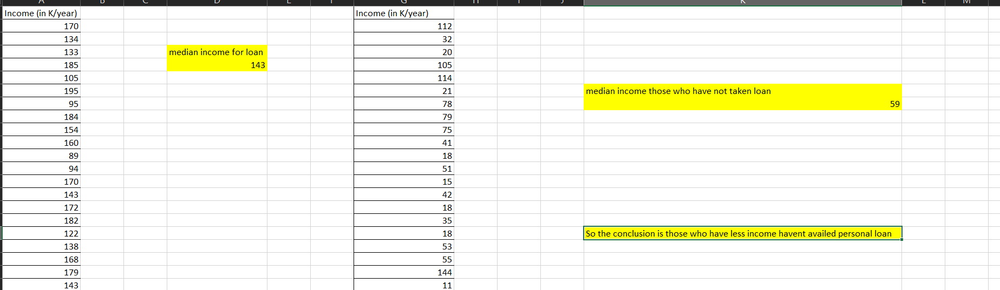 A B C D E F G H I J K L M
Income (in K/year) Income (in K/year)
170 112
134 32
133 median income for loan 20
185 143 105
105 114
195 21 median income those who have not taken loan
95 78 59
184 79
154 75
160 41
89 18
94 51
170 15
143 42
172 18
182 35
122 18 So the conclusion is those who have less income havent availed personal loan
138 53
168 55
179 144
143 11